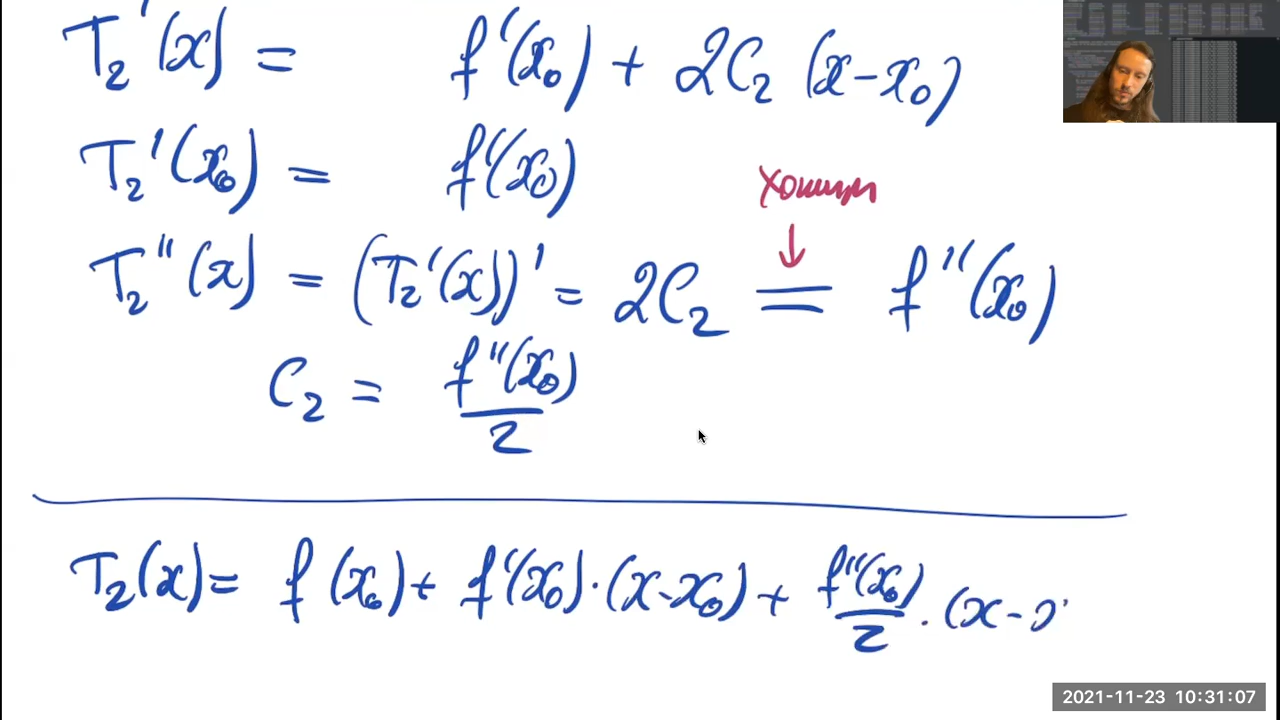 T₂'(x) = f'(x₀) + 2C₂ (x-x₀)
T₂'(x₀) = f'(x₀)
хотим
↓
T₂''(x) = (T₂'(x))' = 2C₂ = f''(x₀)
C₂ = f''(x₀)/2
T₂(x) = f(x₀) + f'(x₀)·(x-x₀) + f''(x₀)/2 · (x-
2021-11-23 10:31:07